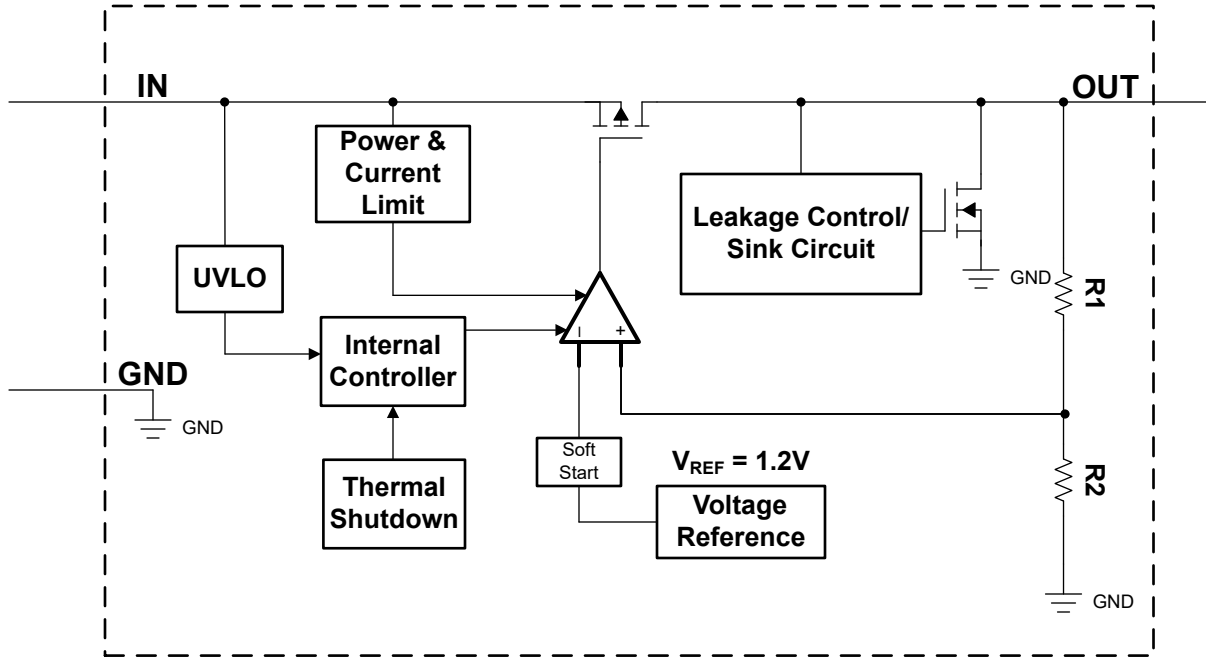 IN
OUT
Power &
Current
Limit
Leakage Control/
Sink Circuit
UVLO
GND
R1
Internal
Controller
– +
GND
GND
Soft
Start
V_REF = 1.2V
R2
Thermal
Shutdown
Voltage
Reference
GND